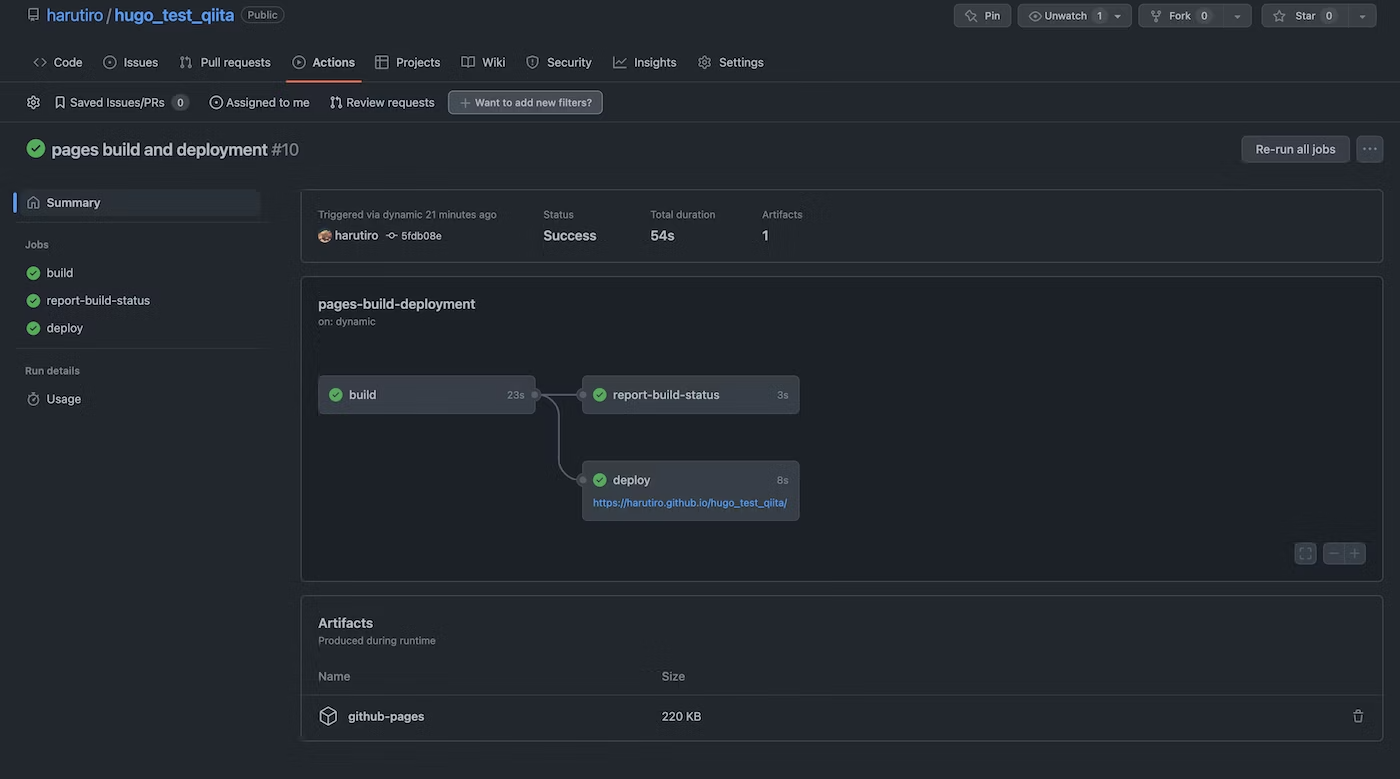 harutiro / hugo_test_qiita Public Pin Unwatch 1 Fork 0 Star 0
Code Issues Pull requests Actions Projects Wiki Security Insights Settings
Saved Issues/PRs 0 Assigned to me Review requests + Want to add new filters?
pages build and deployment #10 Re-run all jobs ...
Summary
Jobs
build
report-build-status
deploy
Run details
Usage
Triggered via dynamic 21 minutes ago Status Total duration Artifacts
harutiro 5fdb08e Success 54s 1
pages-build-deployment
on: dynamic
build 23s report-build-status 3s
deploy 8s
https://harutiro.github.io/hugo_test_qiita/
Artifacts
Produced during runtime
Name Size
github-pages 220 KB